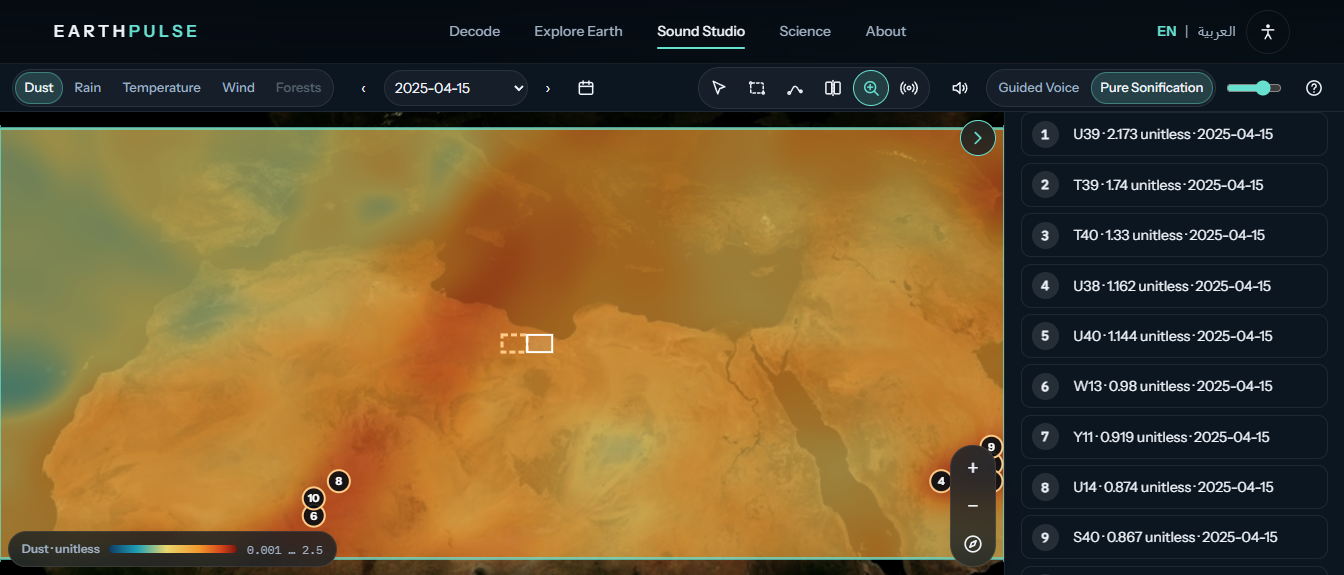 EARTHPULSE
Decode Explore Earth Sound Studio Science About
EN | العربية
Dust Rain Temperature Wind Forests
‹ 2025-04-15 ›
Guided Voice Pure Sonification
1 U39·2.173 unitless·2025-04-15
2 T39·1.74 unitless·2025-04-15
3 T40·1.33 unitless·2025-04-15
4 U38·1.162 unitless·2025-04-15
5 U40·1.144 unitless·2025-04-15
6 W13·0.98 unitless·2025-04-15
7 Y11·0.919 unitless·2025-04-15
8 U14·0.874 unitless·2025-04-15
9 S40·0.867 unitless·2025-04-15
9
8
4
10
6
+
−
Dust·unitless 0.001 … 2.5